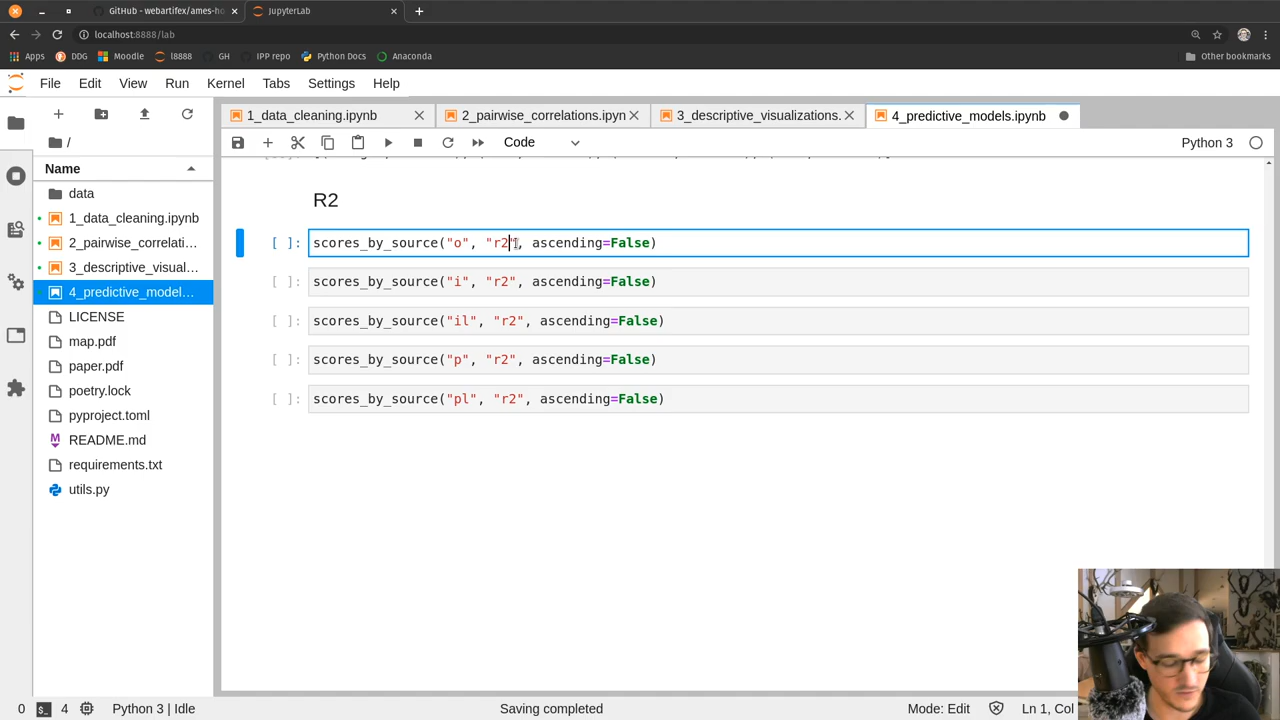 GitHub - webartifex/ames-ho
JupyterLab
localhost:8888/lab
Apps DDG Moodle l8888 GH IPP repo Python Docs Anaconda Other bookmarks
File Edit View Run Kernel Tabs Settings Help
1_data_cleaning.ipynb 2_pairwise_correlations.ipyn 3_descriptive_visualizations. 4_predictive_models.ipynb
/
Code
Python 3
Name
data
1_data_cleaning.ipynb
2_pairwise_correlati...
3_descriptive_visual...
4_predictive_model...
LICENSE
map.pdf
paper.pdf
poetry.lock
pyproject.toml
README.md
requirements.txt
utils.py
R2
[ ]: scores_by_source("o", "r2", ascending=False)
[ ]: scores_by_source("i", "r2", ascending=False)
[ ]: scores_by_source("il", "r2", ascending=False)
[ ]: scores_by_source("p", "r2", ascending=False)
[ ]: scores_by_source("pl", "r2", ascending=False)
0 4 Python 3 | Idle Saving completed Mode: Edit Ln 1, Col